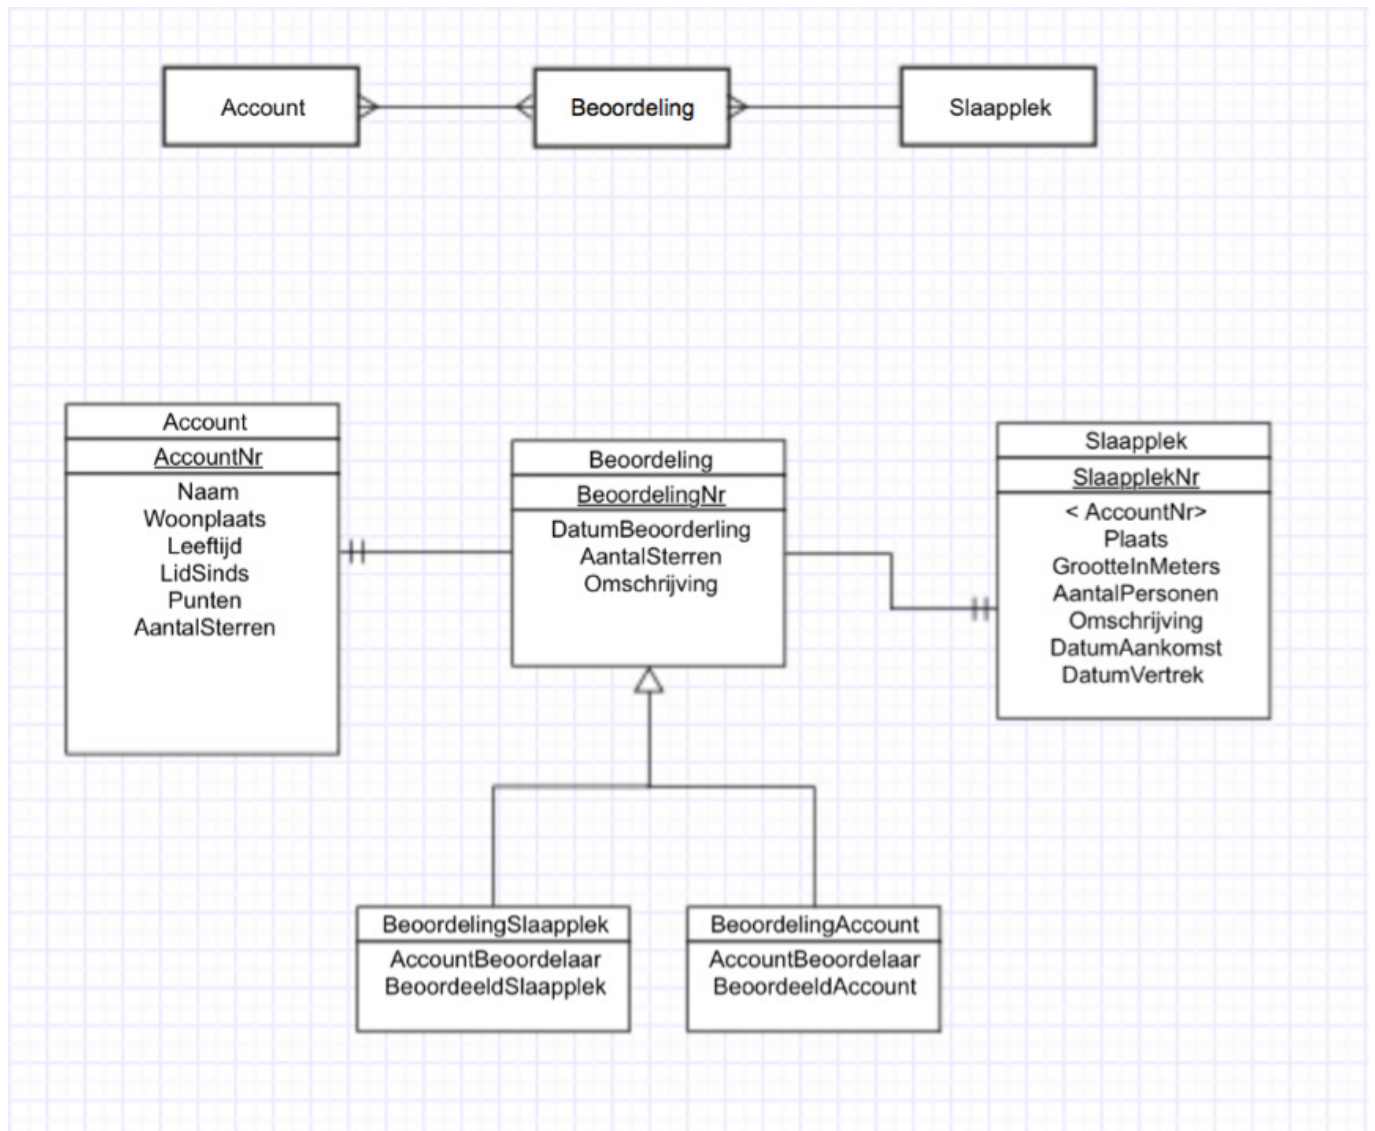 Account
Beoordeling
Slaapplek
Account
AccountNr
Naam
Woonplaats
Leeftijd
LidSinds
Punten
AantalSterren
Beoordeling
BeoordelingNr
DatumBeoorderling
AantalSterren
Omschrijving
Slaapplek
SlaapplekNr
< AccountNr>
Plaats
GrootteInMeters
AantalPersonen
Omschrijving
DatumAankomst
DatumVertrek
BeoordelingSlaapplek
AccountBeoordelaar
BeoordeeldSlaapplek
BeoordelingAccount
AccountBeoordelaar
BeoordeeldAccount